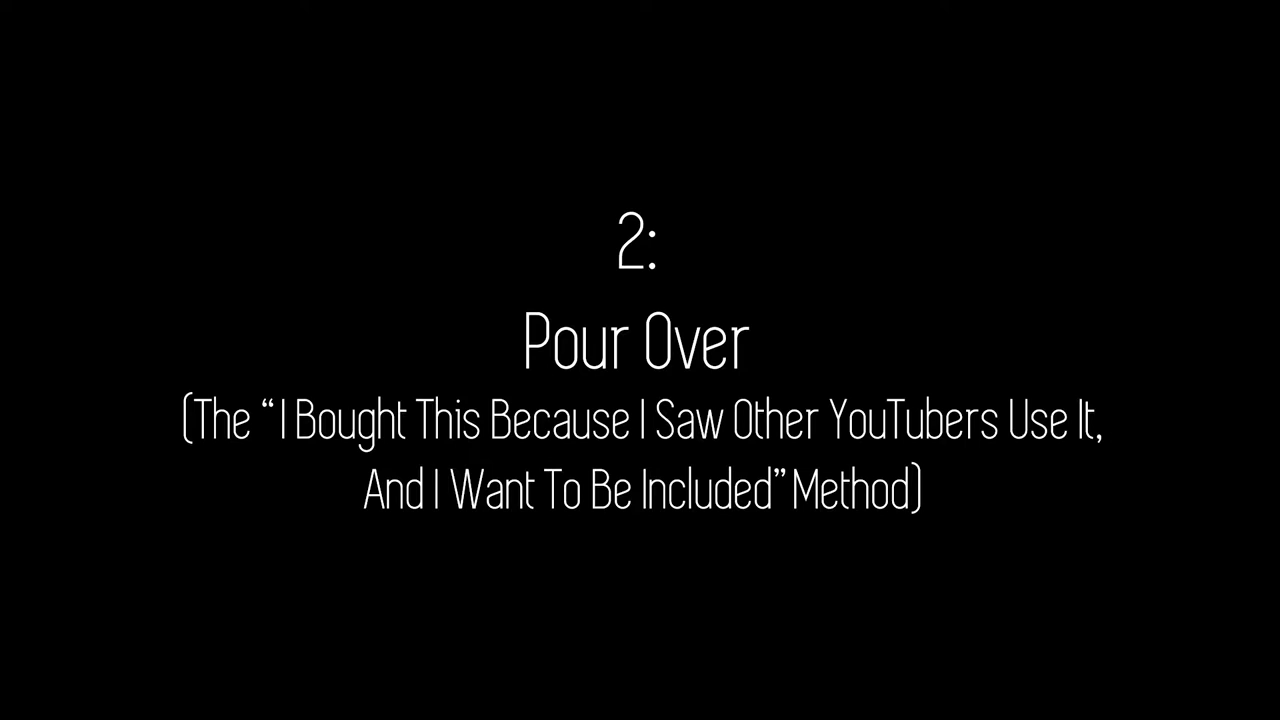 2:
Pour Over
(The “I Bought This Because I Saw Other YouTubers Use It,
And I Want To Be Included” Method)